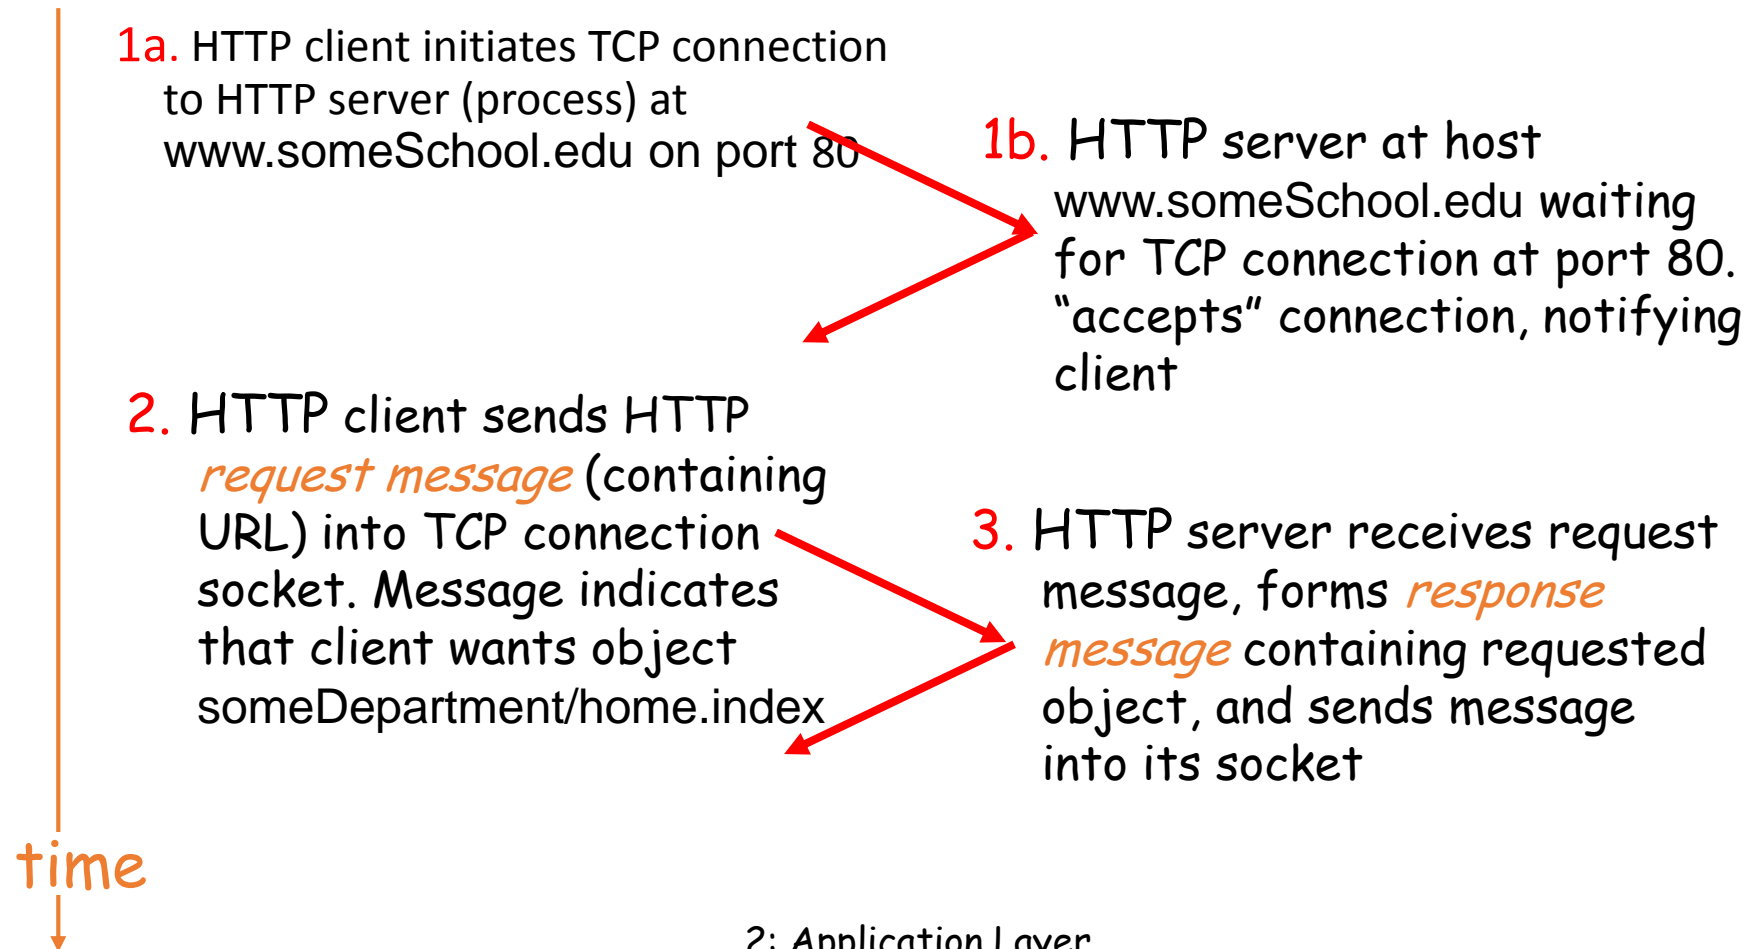 1a. HTTP client initiates TCP connection
to HTTP server (process) at
www.someSchool.edu on port 80
1b. HTTP server at host
www.someSchool.edu waiting
for TCP connection at port 80.
“accepts” connection, notifying
client
2. HTTP client sends HTTP
request message (containing
URL) into TCP connection
socket. Message indicates
that client wants object
someDepartment/home.index
3. HTTP server receives request
message, forms response
message containing requested
object, and sends message
into its socket
time
2: Application Layer